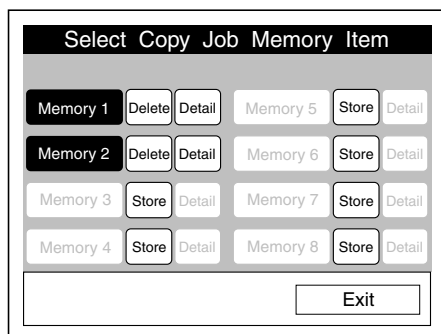 Select Copy Job Memory Item
Memory 1 Delete Detail Memory 5 Store Detail
Memory 2 Delete Detail Memory 6 Store Detail
Memory 3 Store Detail Memory 7 Store Detail
Memory 4 Store Detail Memory 8 Store Detail
Exit